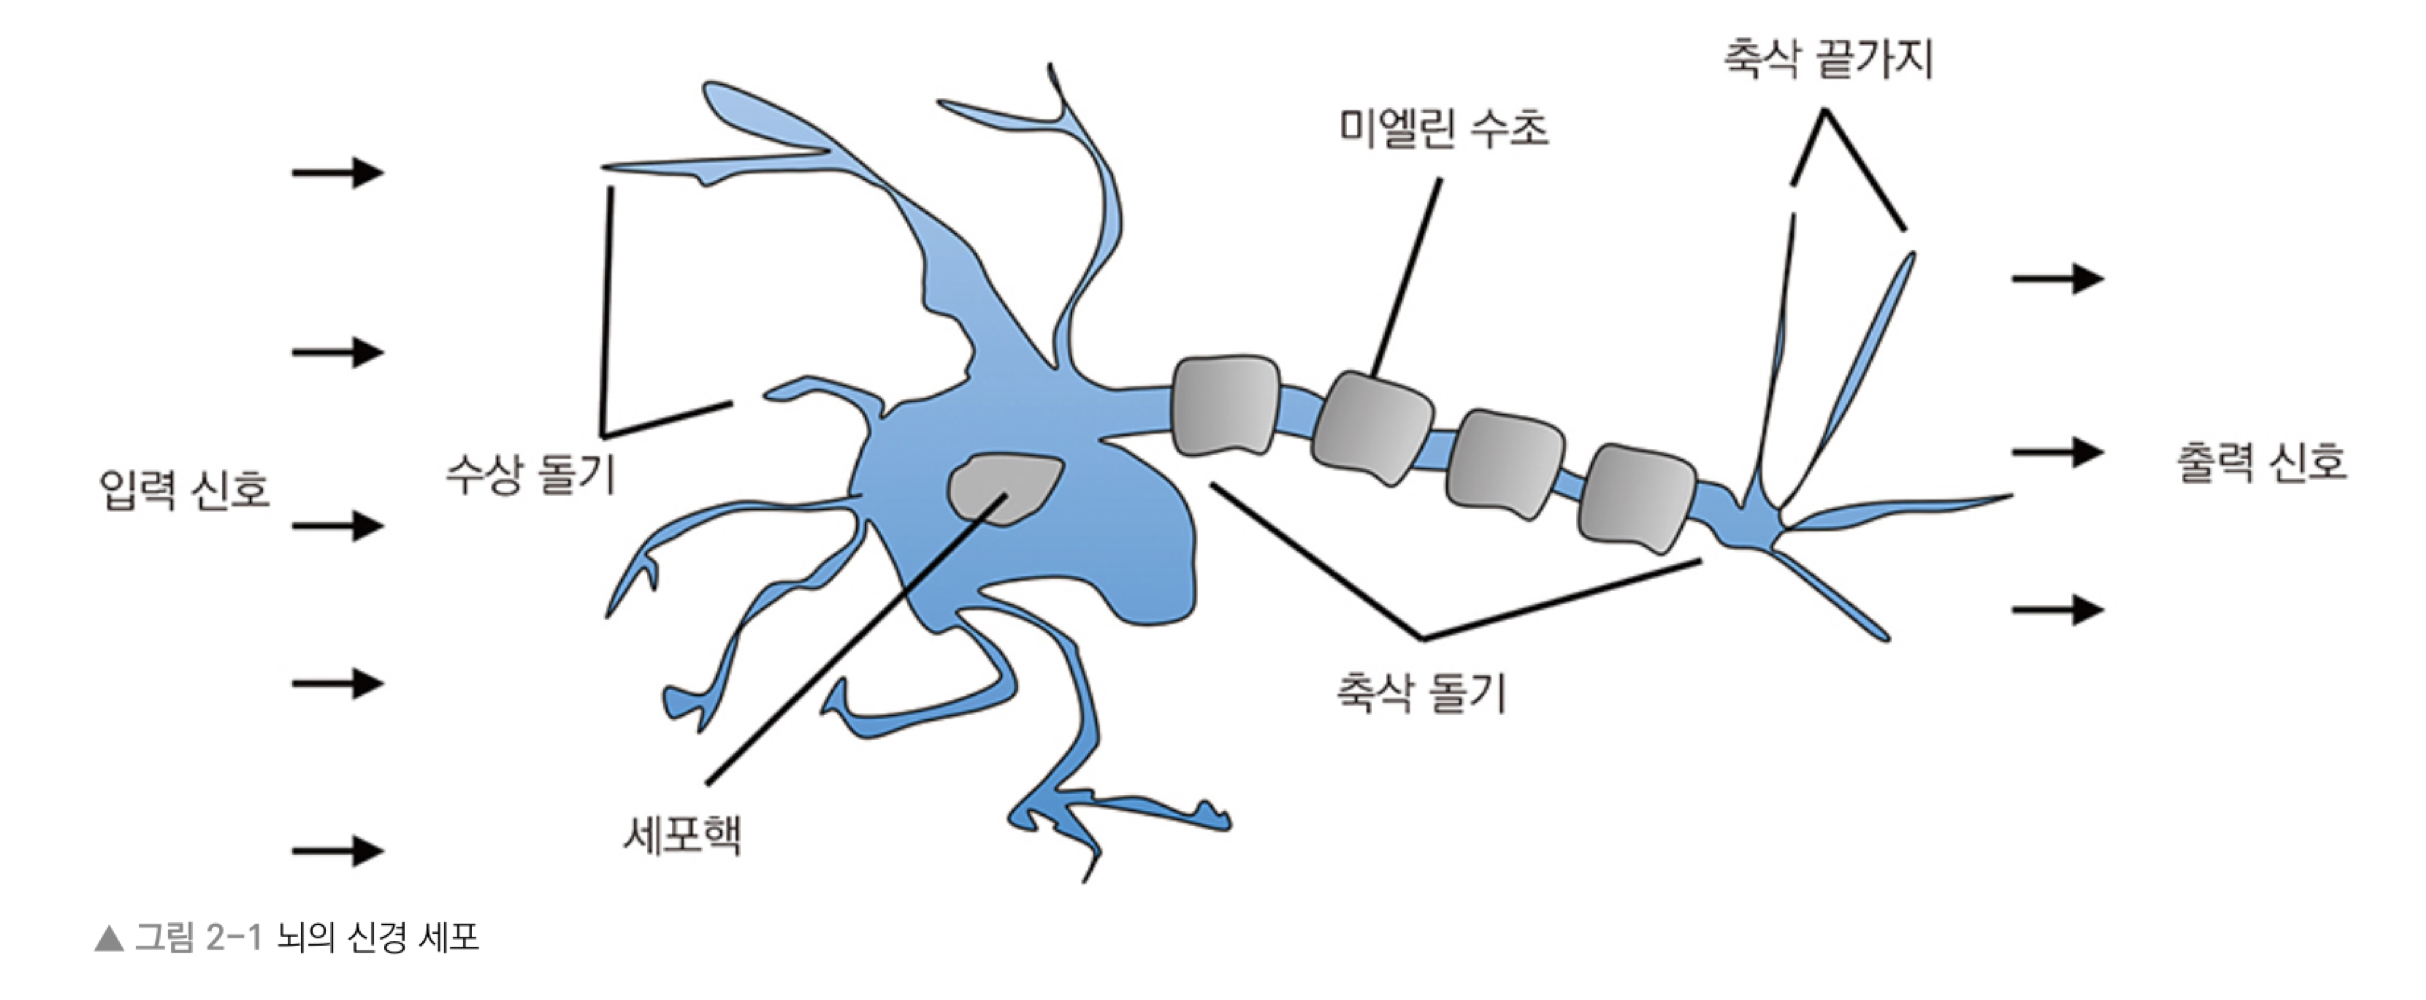 축삭 끝가지
미엘린 수초
수상 돌기
입력 신호
출력 신호
축삭 돌기
세포핵
▲ 그림 2-1 뇌의 신경 세포